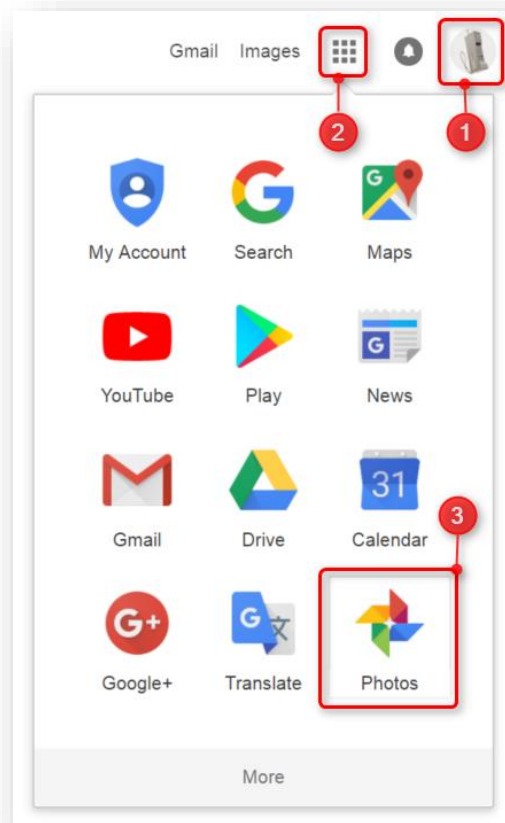 Gmail Images
2 1
G
My Account Search Maps
G
YouTube Play News
31
Gmail Drive Calendar
3
G+ G 文
Google+ Translate Photos
More